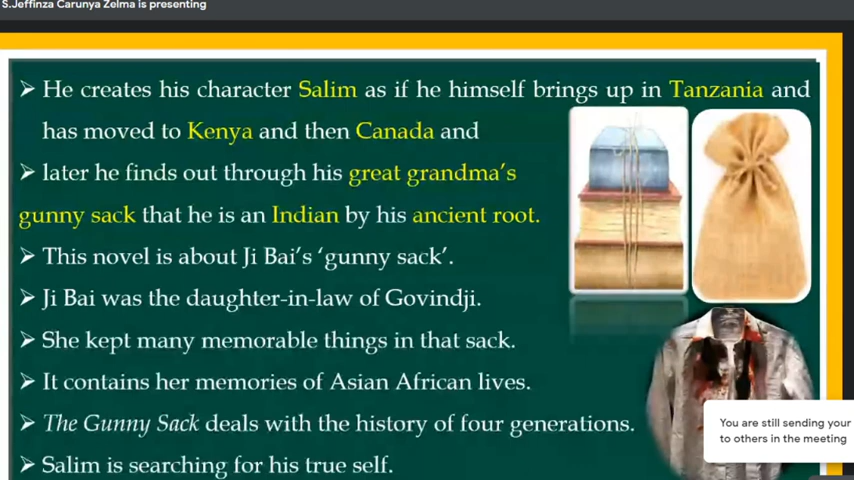 S.Jeffinza Carunya Zelma is presenting
➢ He creates his character Salim as if he himself brings up in Tanzania and
has moved to Kenya and then Canada and
➢ later he finds out through his great grandma's
gunny sack that he is an Indian by his ancient root.
➢ This novel is about Ji Bai's 'gunny sack'.
➢ Ji Bai was the daughter-in-law of Govindji.
➢ She kept many memorable things in that sack.
➢ It contains her memories of Asian African lives.
➢ The Gunny Sack deals with the history of four generations.
➢ Salim is searching for his true self.
You are still sending your
to others in the meeting